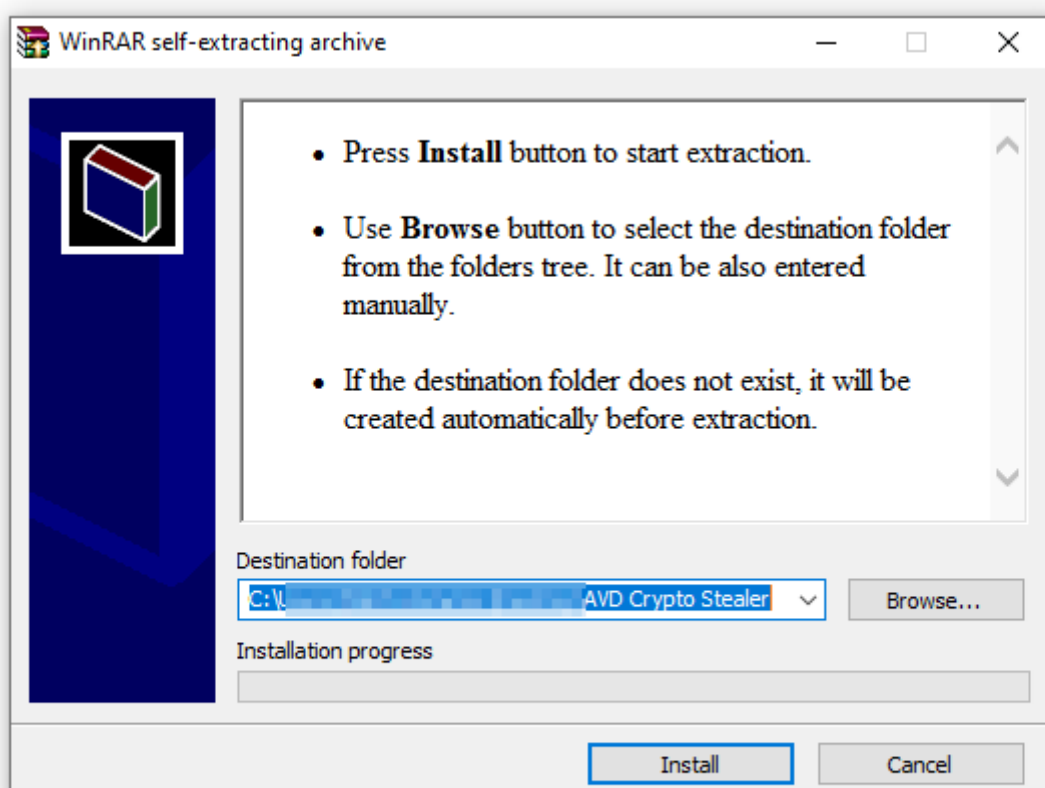 WinRAR self-extracting archive
• Press Install button to start extraction.
• Use Browse button to select the destination folder
from the folders tree. It can be also entered
manually.
• If the destination folder does not exist, it will be
created automatically before extraction.
Destination folder
C:\ AVD Crypto Stealer
Browse...
Installation progress
Install
Cancel